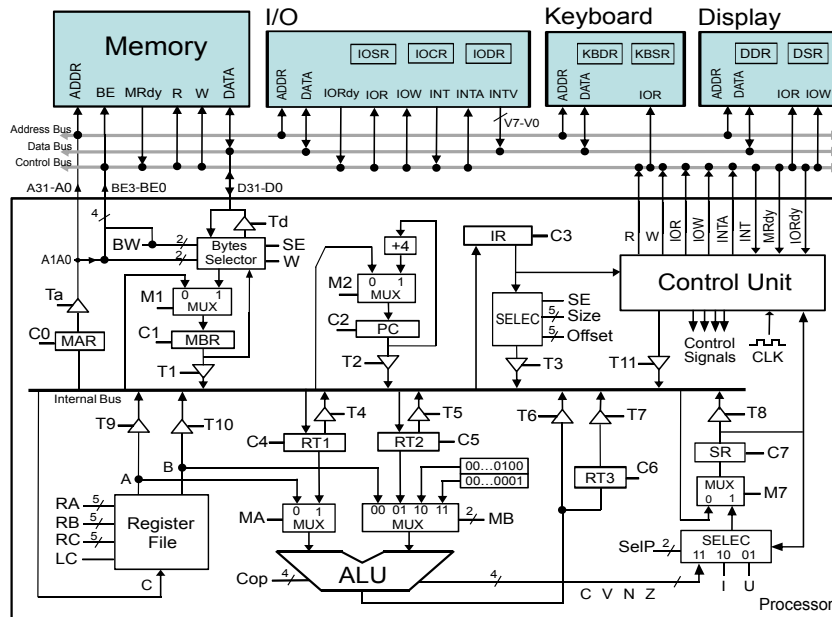 I/O Keyboard Display
Memory
IOSR IOCR IODR KBDR KBSR DDR DSR
ADDR BE MRdy R W DATA ADDR DATA IORdy IOR IOW INT INTA INTV ADDR DATA IOR ADDR DATA IOR IOW
V7-V0
Address Bus
Data Bus
Control Bus
A31-A0 BE3-BE0 D31-D0
4 Td +4 IR C3 R W IOR IOW INTA INT MRdy IORdy
BW 2 Bytes Selector SE
A1A0 2 W
Control Unit
Ta M1 0 1 MUX M2 0 1 MUX SELEC SE
5 Size
5 Offset
C0 MAR C1 MBR C2 PC Control Signals CLK
T1 T2 T3 T11
Internal Bus
T9 T10 T4 T5 T6 T7 T8
C4 RT1 RT2 C5 SR C7
A B 00...0100 RT3 C6
00...0001
RA 5 MUX M7
0 1
RB 5 Register File MA 0 1 MUX 00 01 10 11 MUX 2 MB
RC 5
LC SelP 2 SELEC
11 10 01
C Cop 4 ALU 4 C V N Z I U
Processor